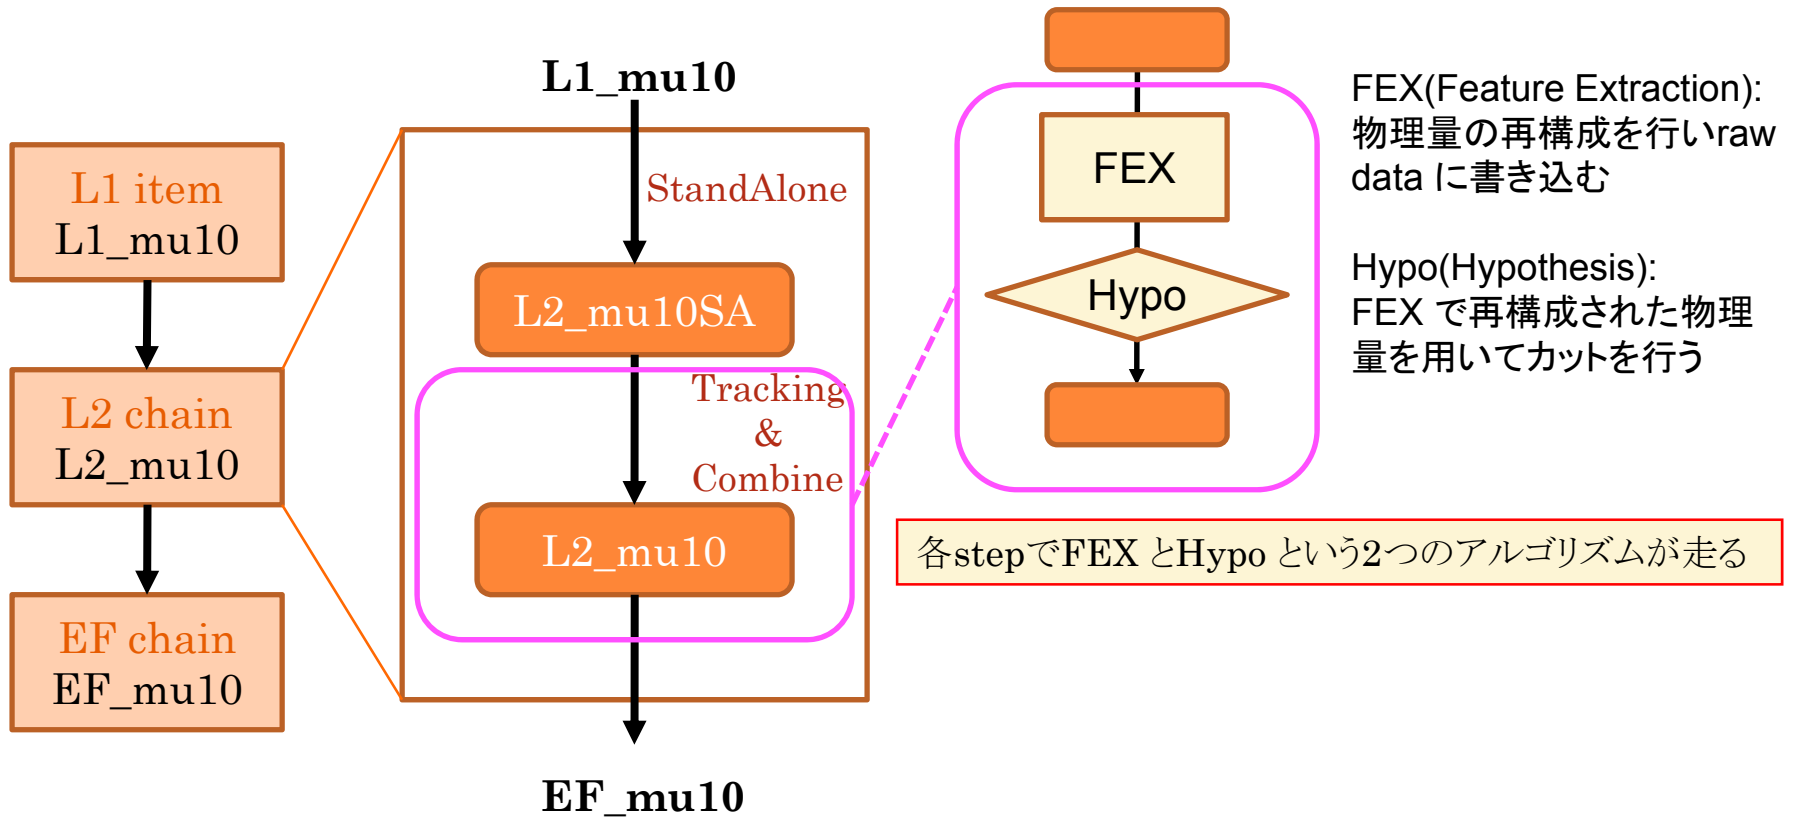 L1 item
L1_mu10
L2 chain
L2_mu10
EF chain
EF_mu10
L1_mu10
StandAlone
L2_mu10SA
Tracking
&
Combine
L2_mu10
EF_mu10
FEX
Hypo
FEX(Feature Extraction):
物理量の再構成を行いraw
data に書き込む
Hypo(Hypothesis):
FEX で再構成された物理
量を用いてカットを行う
各stepでFEX とHypo という2つのアルゴリズムが走る